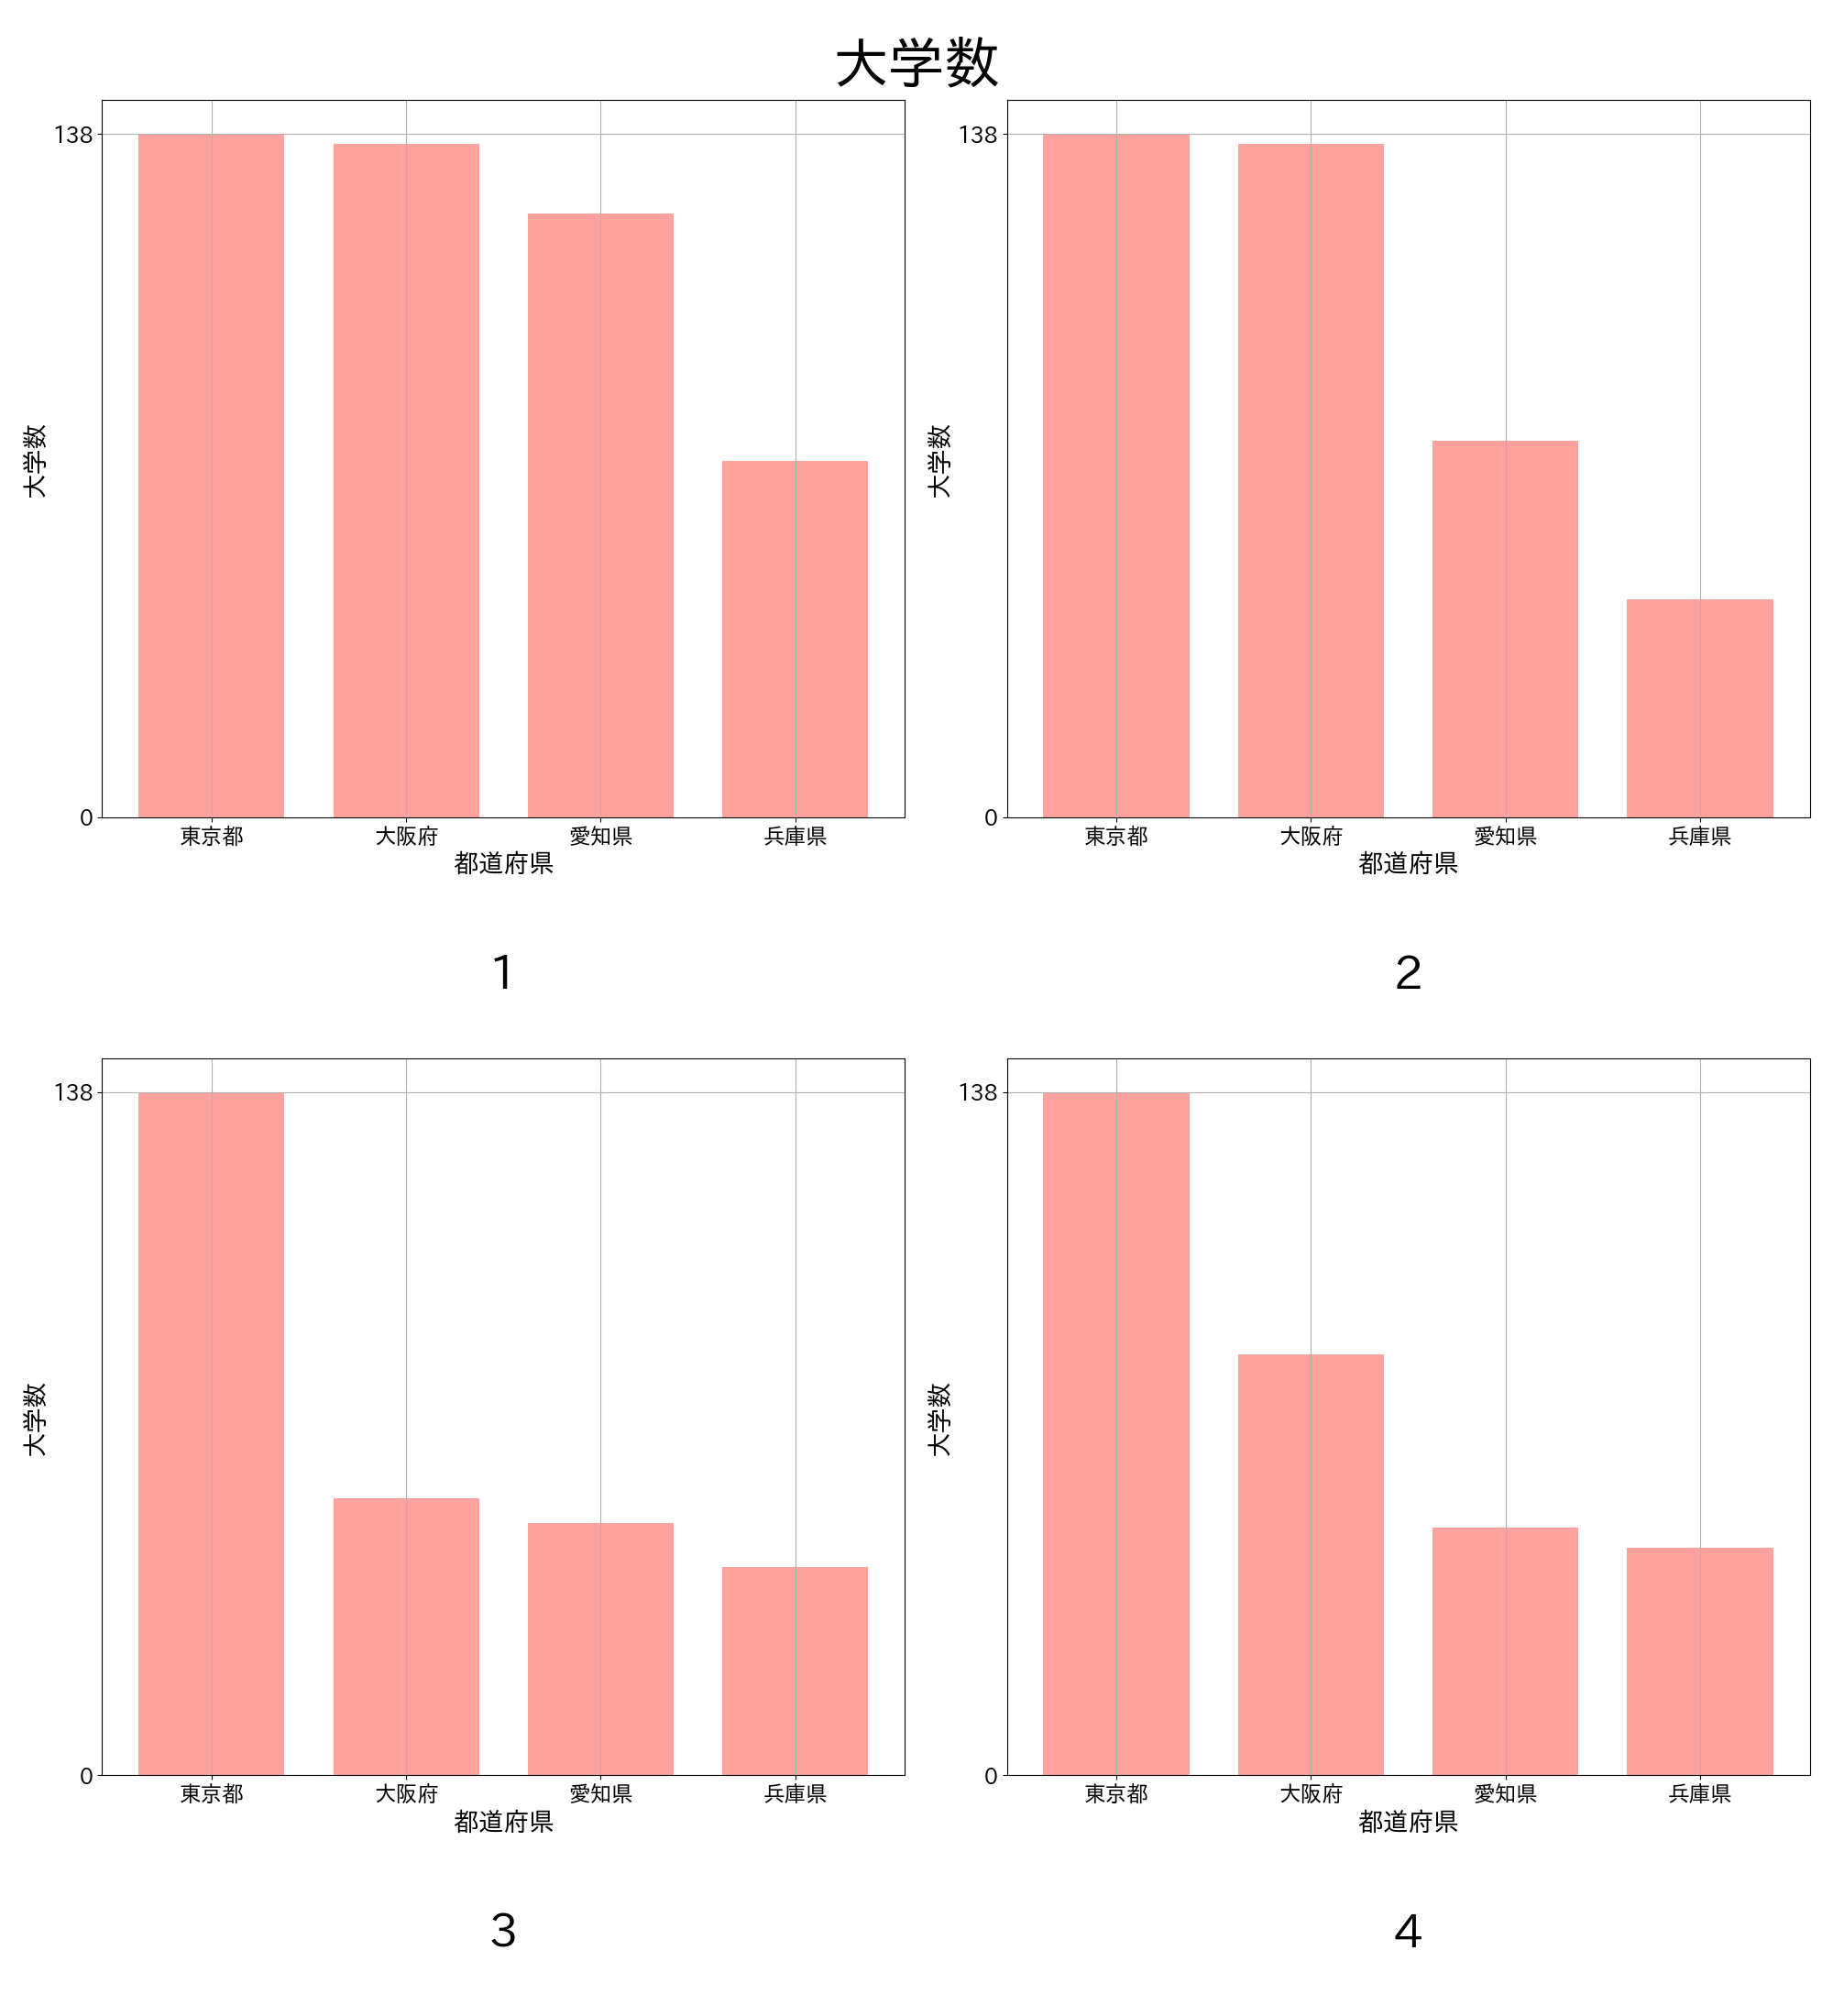 大学数
138
0
大学数
東京都 大阪府 愛知県 兵庫県
都道府県
1
138
0
大学数
東京都 大阪府 愛知県 兵庫県
都道府県
2
138
0
大学数
東京都 大阪府 愛知県 兵庫県
都道府県
3
138
0
大学数
東京都 大阪府 愛知県 兵庫県
都道府県
4